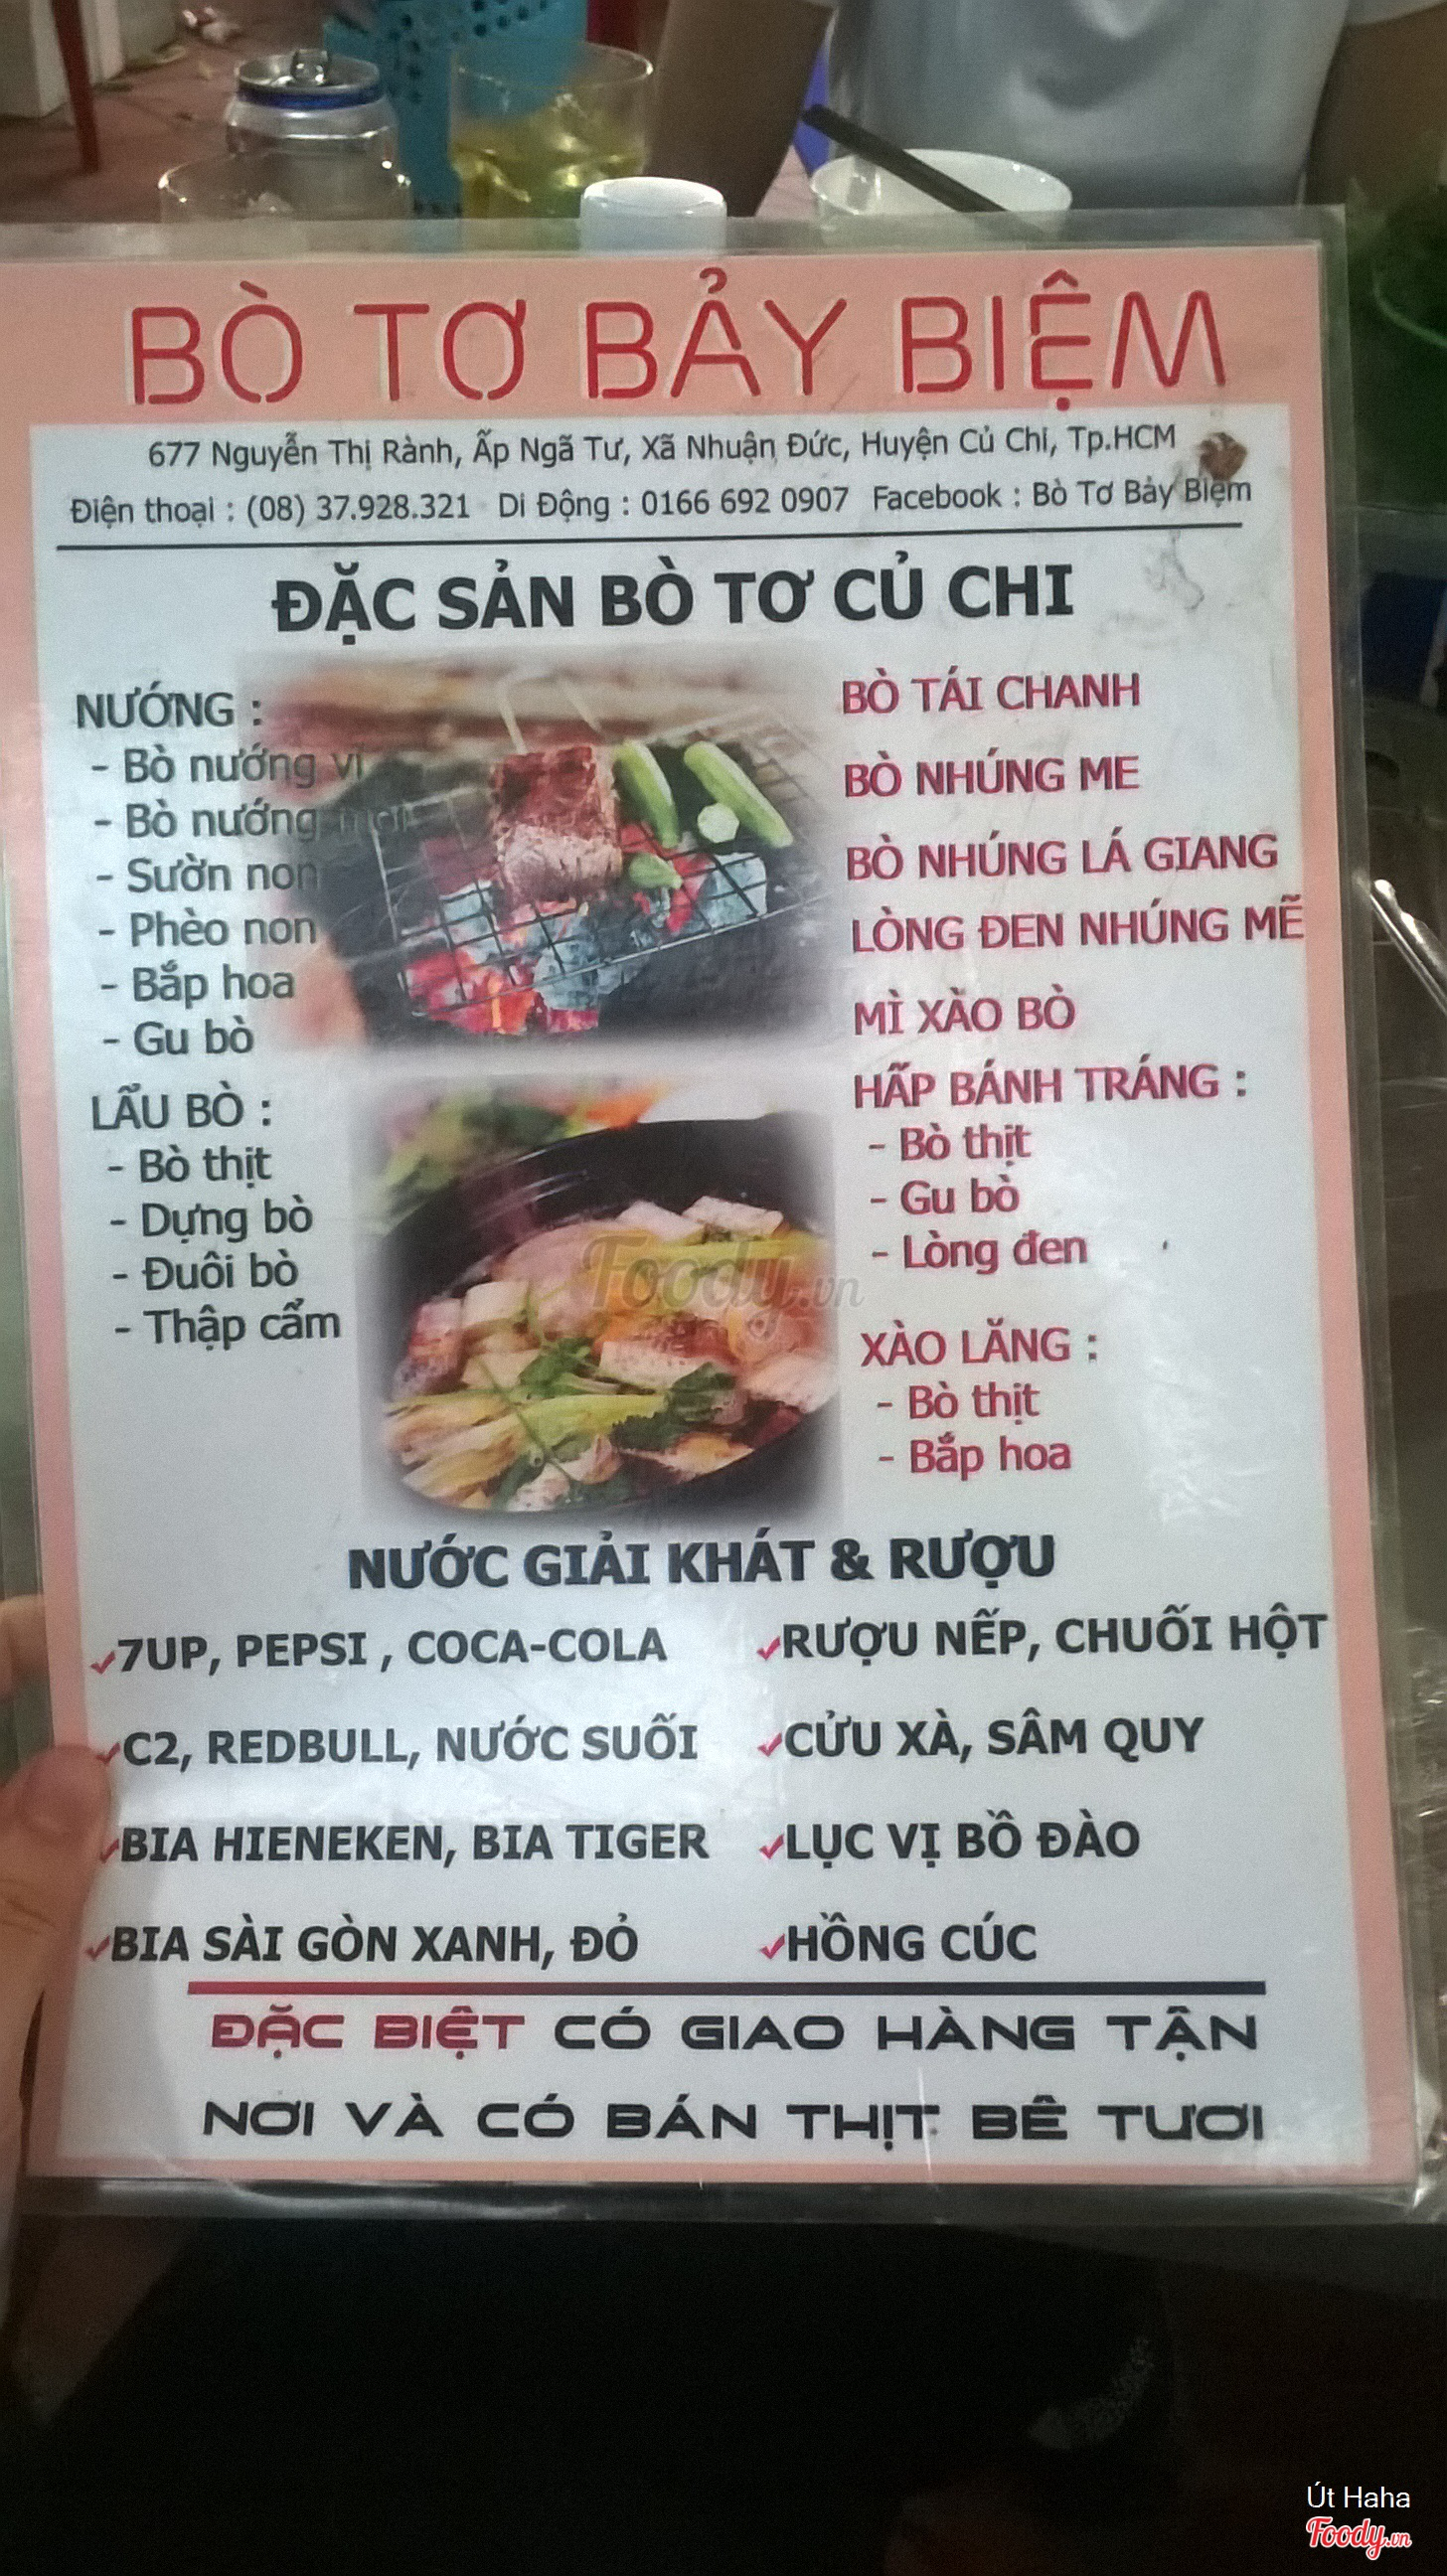 BÒ TƠ BẢY BIỆM
677 Nguyễn Thị Rành, Ấp Ngã Tư, Xã Nhuận Đức, Huyện Củ Chi, Tp.HCM
Điện thoại : (08) 37.928.321 Di Động : 0166 692 0907 Facebook : Bò Tơ Bảy Biệm
ĐẶC SẢN BÒ TƠ CỦ CHI
NƯỚNG :
- Bò nướng vỉ
- Bò nướng mọi
- Sườn non
- Phèo non
- Bắp hoa
- Gu bò
LẨU BÒ :
- Bò thịt
- Dựng bò
- Đuôi bò
- Thập cẩm
BÒ TÁI CHANH
BÒ NHÚNG ME
BÒ NHÚNG LÁ GIANG
LÒNG ĐEN NHÚNG MẼ
MÌ XÀO BÒ
HẤP BÁNH TRÁNG :
- Bò thịt
- Gu bò
- Lòng đen
XÀO LĂNG :
- Bò thịt
- Bắp hoa
Foody.vn
NƯỚC GIẢI KHÁT & RƯỢU
7UP, PEPSI , COCA-COLA
C2, REDBULL, NƯỚC SUỐI
BIA HIENEKEN, BIA TIGER
BIA SÀI GÒN XANH, ĐỎ
RƯỢU NẾP, CHUỐI HỘT
CỬU XÀ, SÂM QUY
LỤC VỊ BỒ ĐÀO
HỒNG CÚC
ĐẶC BIỆT CÓ GIAO HÀNG TẬN
NƠI VÀ CÓ BÁN THỊT BÊ TƯƠI
Út Haha
Foody.vn